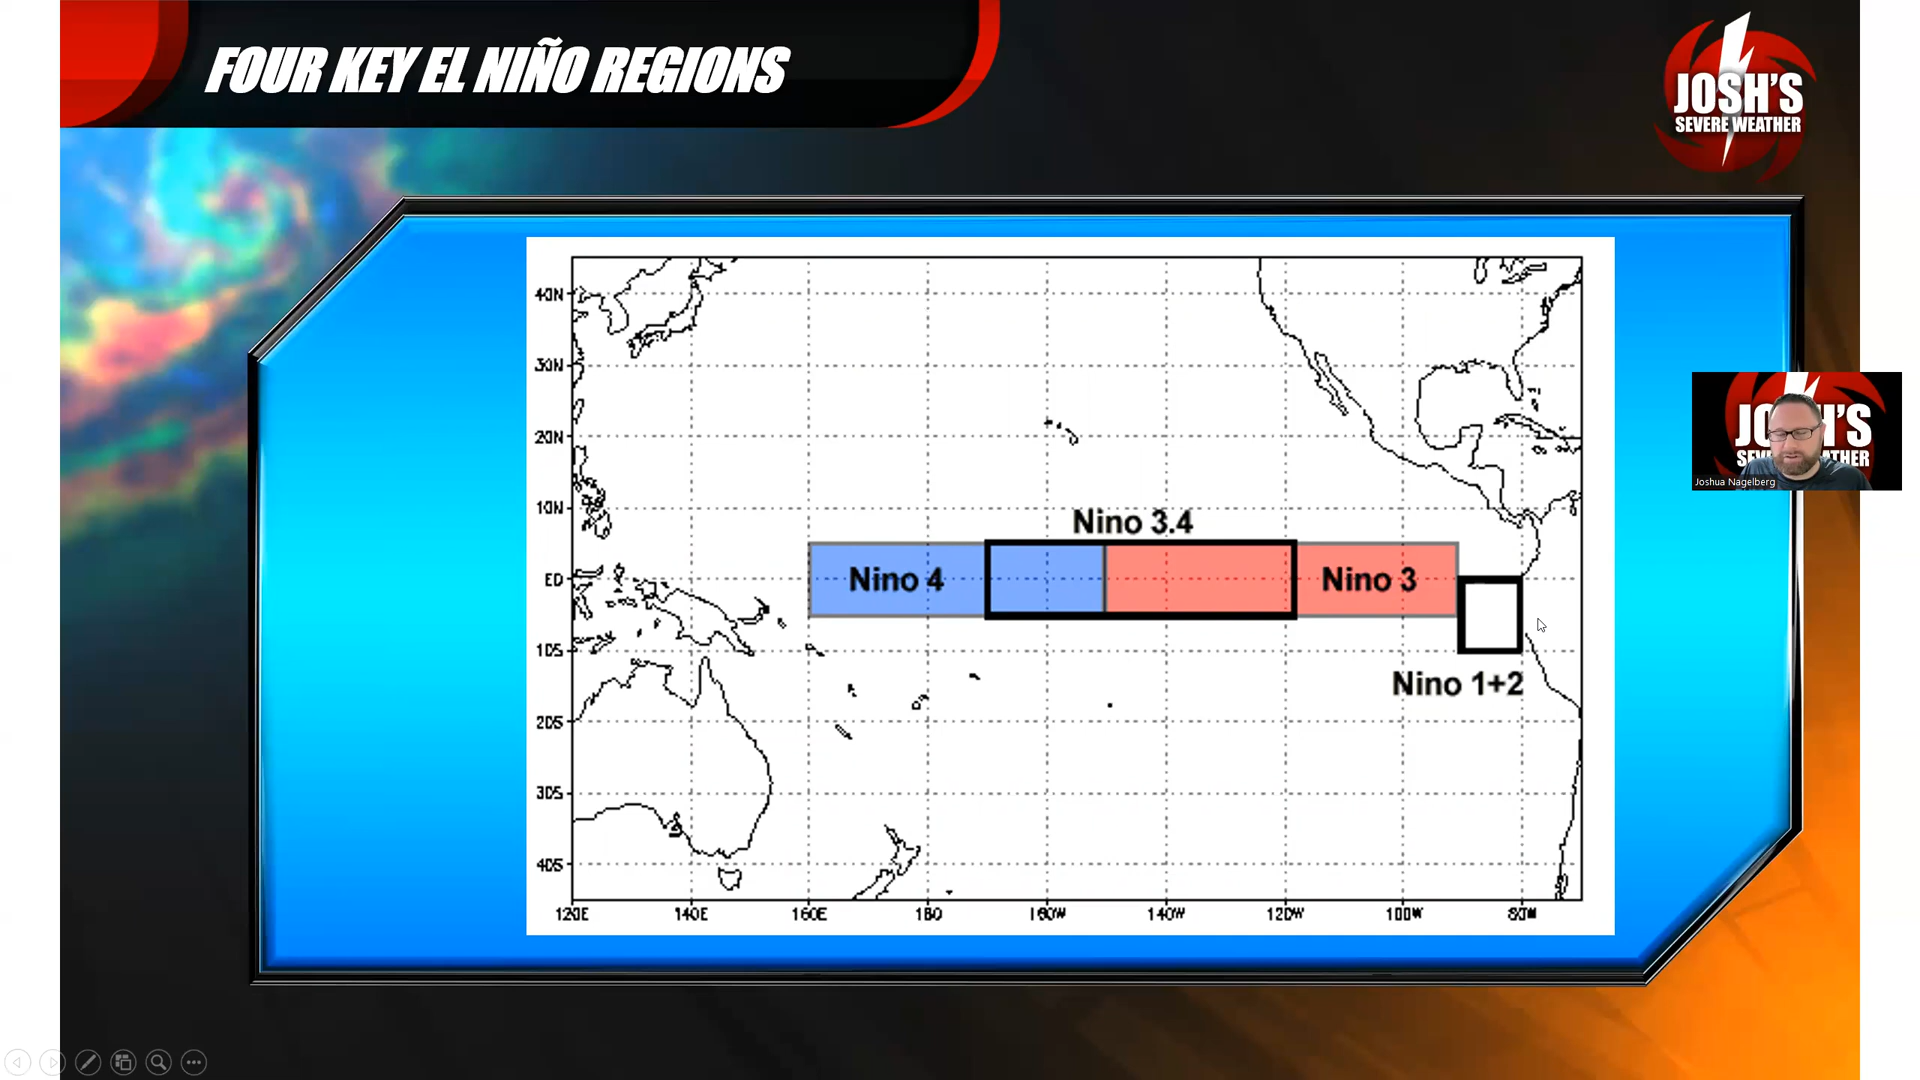 FOUR KEY EL NIÑO REGIONS
JOSH'S
SEVERE WEATHER
40N
30N
20N
10N
EQ
10S
20S
30S
40S
Nino 3.4
Nino 4
Nino 3
Nino 1+2
120E 140E 160E 180 160W 140W 120W 100W 80W
Joshua Nagelberg